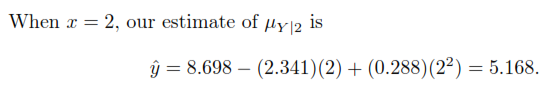 When x = 2, our estimate of μ_{Y|2} is
ŷ = 8.698 − (2.341)(2) + (0.288)(2²) = 5.168.